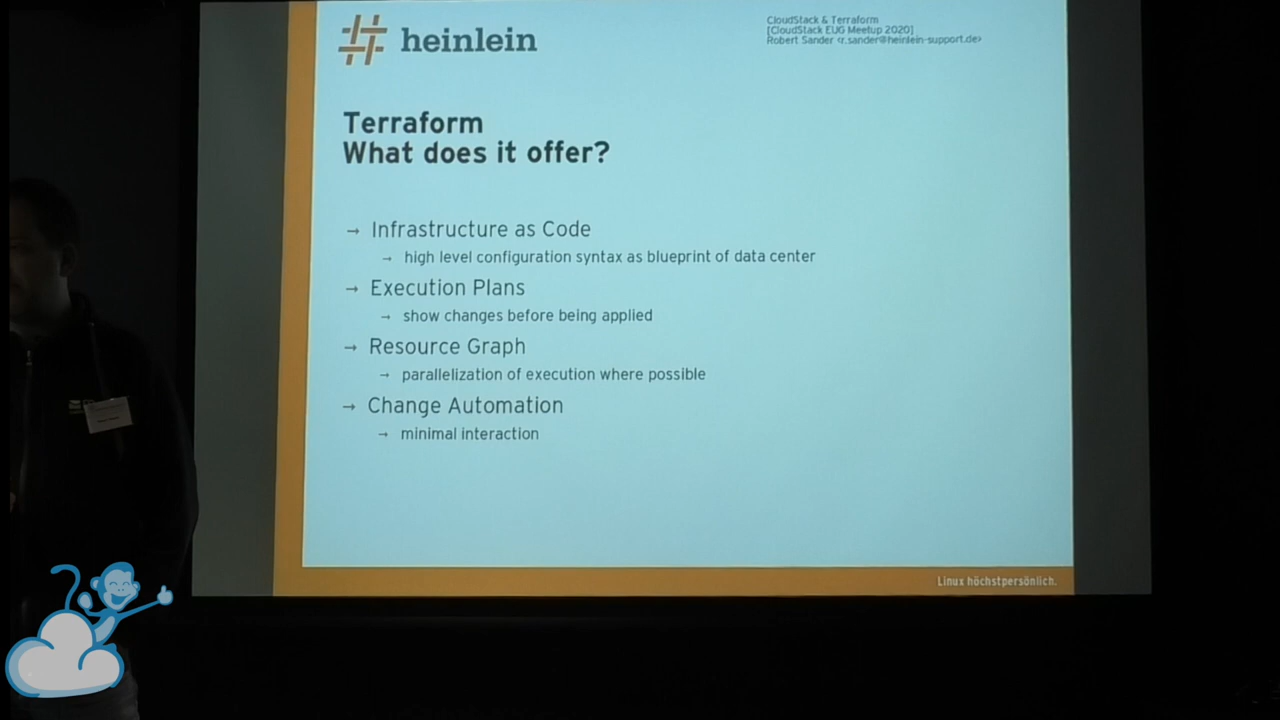 heinlein
CloudStack & Terraform
[CloudStack EUG Meetup 2020]
Robert Sander <r.sander@heinlein-support.de>
Terraform
What does it offer?
→ Infrastructure as Code
→ high level configuration syntax as blueprint of data center
→ Execution Plans
→ show changes before being applied
→ Resource Graph
→ parallelization of execution where possible
→ Change Automation
→ minimal interaction
Linux höchstpersönlich.